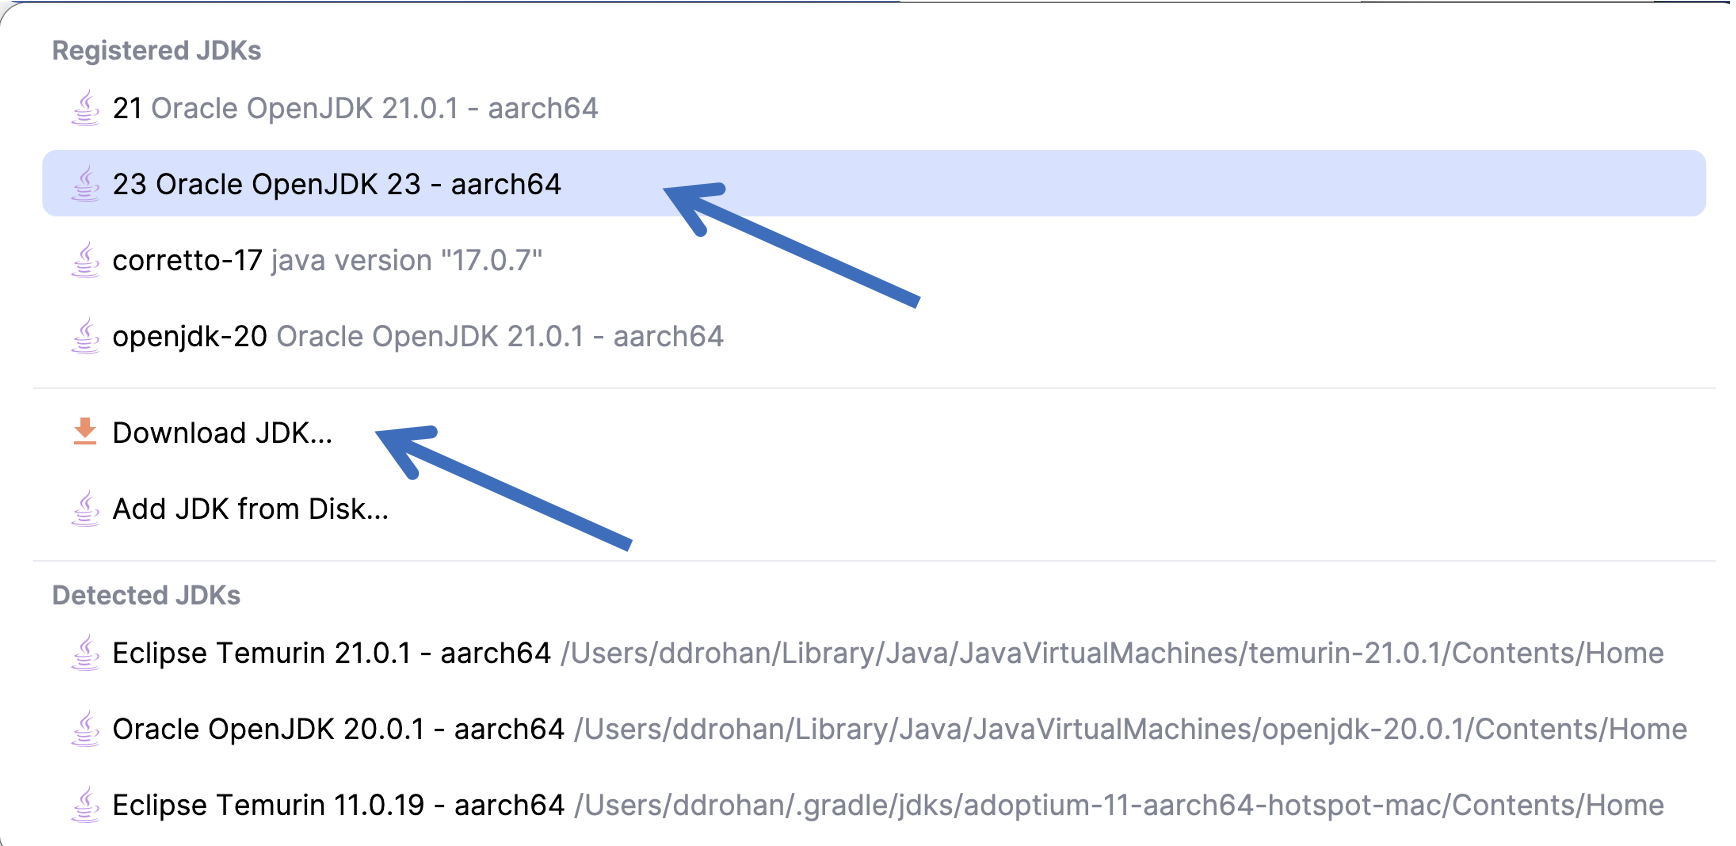 Registered JDKs
21 Oracle OpenJDK 21.0.1 - aarch64
23 Oracle OpenJDK 23 - aarch64
corretto-17 java version "17.0.7"
openjdk-20 Oracle OpenJDK 21.0.1 - aarch64
Download JDK...
Add JDK from Disk...
Detected JDKs
Eclipse Temurin 21.0.1 - aarch64 /Users/ddrohan/Library/Java/JavaVirtualMachines/temurin-21.0.1/Contents/Home
Oracle OpenJDK 20.0.1 - aarch64 /Users/ddrohan/Library/Java/JavaVirtualMachines/openjdk-20.0.1/Contents/Home
Eclipse Temurin 11.0.19 - aarch64 /Users/ddrohan/.gradle/jdks/adoptium-11-aarch64-hotspot-mac/Contents/Home